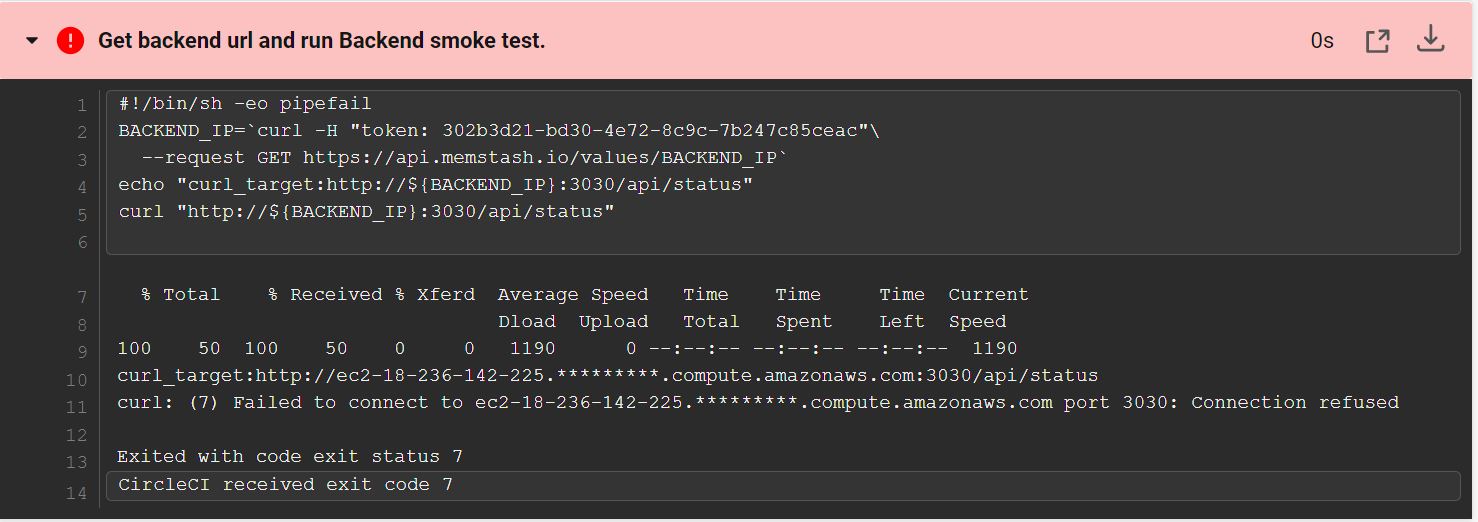 Get backend url and run Backend smoke test. 0s
1 #!/bin/sh -eo pipefail
2 BACKEND_IP=`curl -H "token: 302b3d21-bd30-4e72-8c9c-7b247c85ceac"\
3   --request GET https://api.memstash.io/values/BACKEND_IP`
4 echo "curl_target:http://${BACKEND_IP}:3030/api/status"
5 curl "http://${BACKEND_IP}:3030/api/status"
6
7   % Total    % Received % Xferd  Average Speed   Time    Time     Time  Current
8                                  Dload  Upload   Total   Spent    Left  Speed
9 100    50  100    50    0     0   1190      0 --:--:-- --:--:-- --:--:--  1190
10 curl_target:http://ec2-18-236-142-225.*********.compute.amazonaws.com:3030/api/status
11 curl: (7) Failed to connect to ec2-18-236-142-225.*********.compute.amazonaws.com port 3030: Connection refused
12
13 Exited with code exit status 7
14 CircleCI received exit code 7